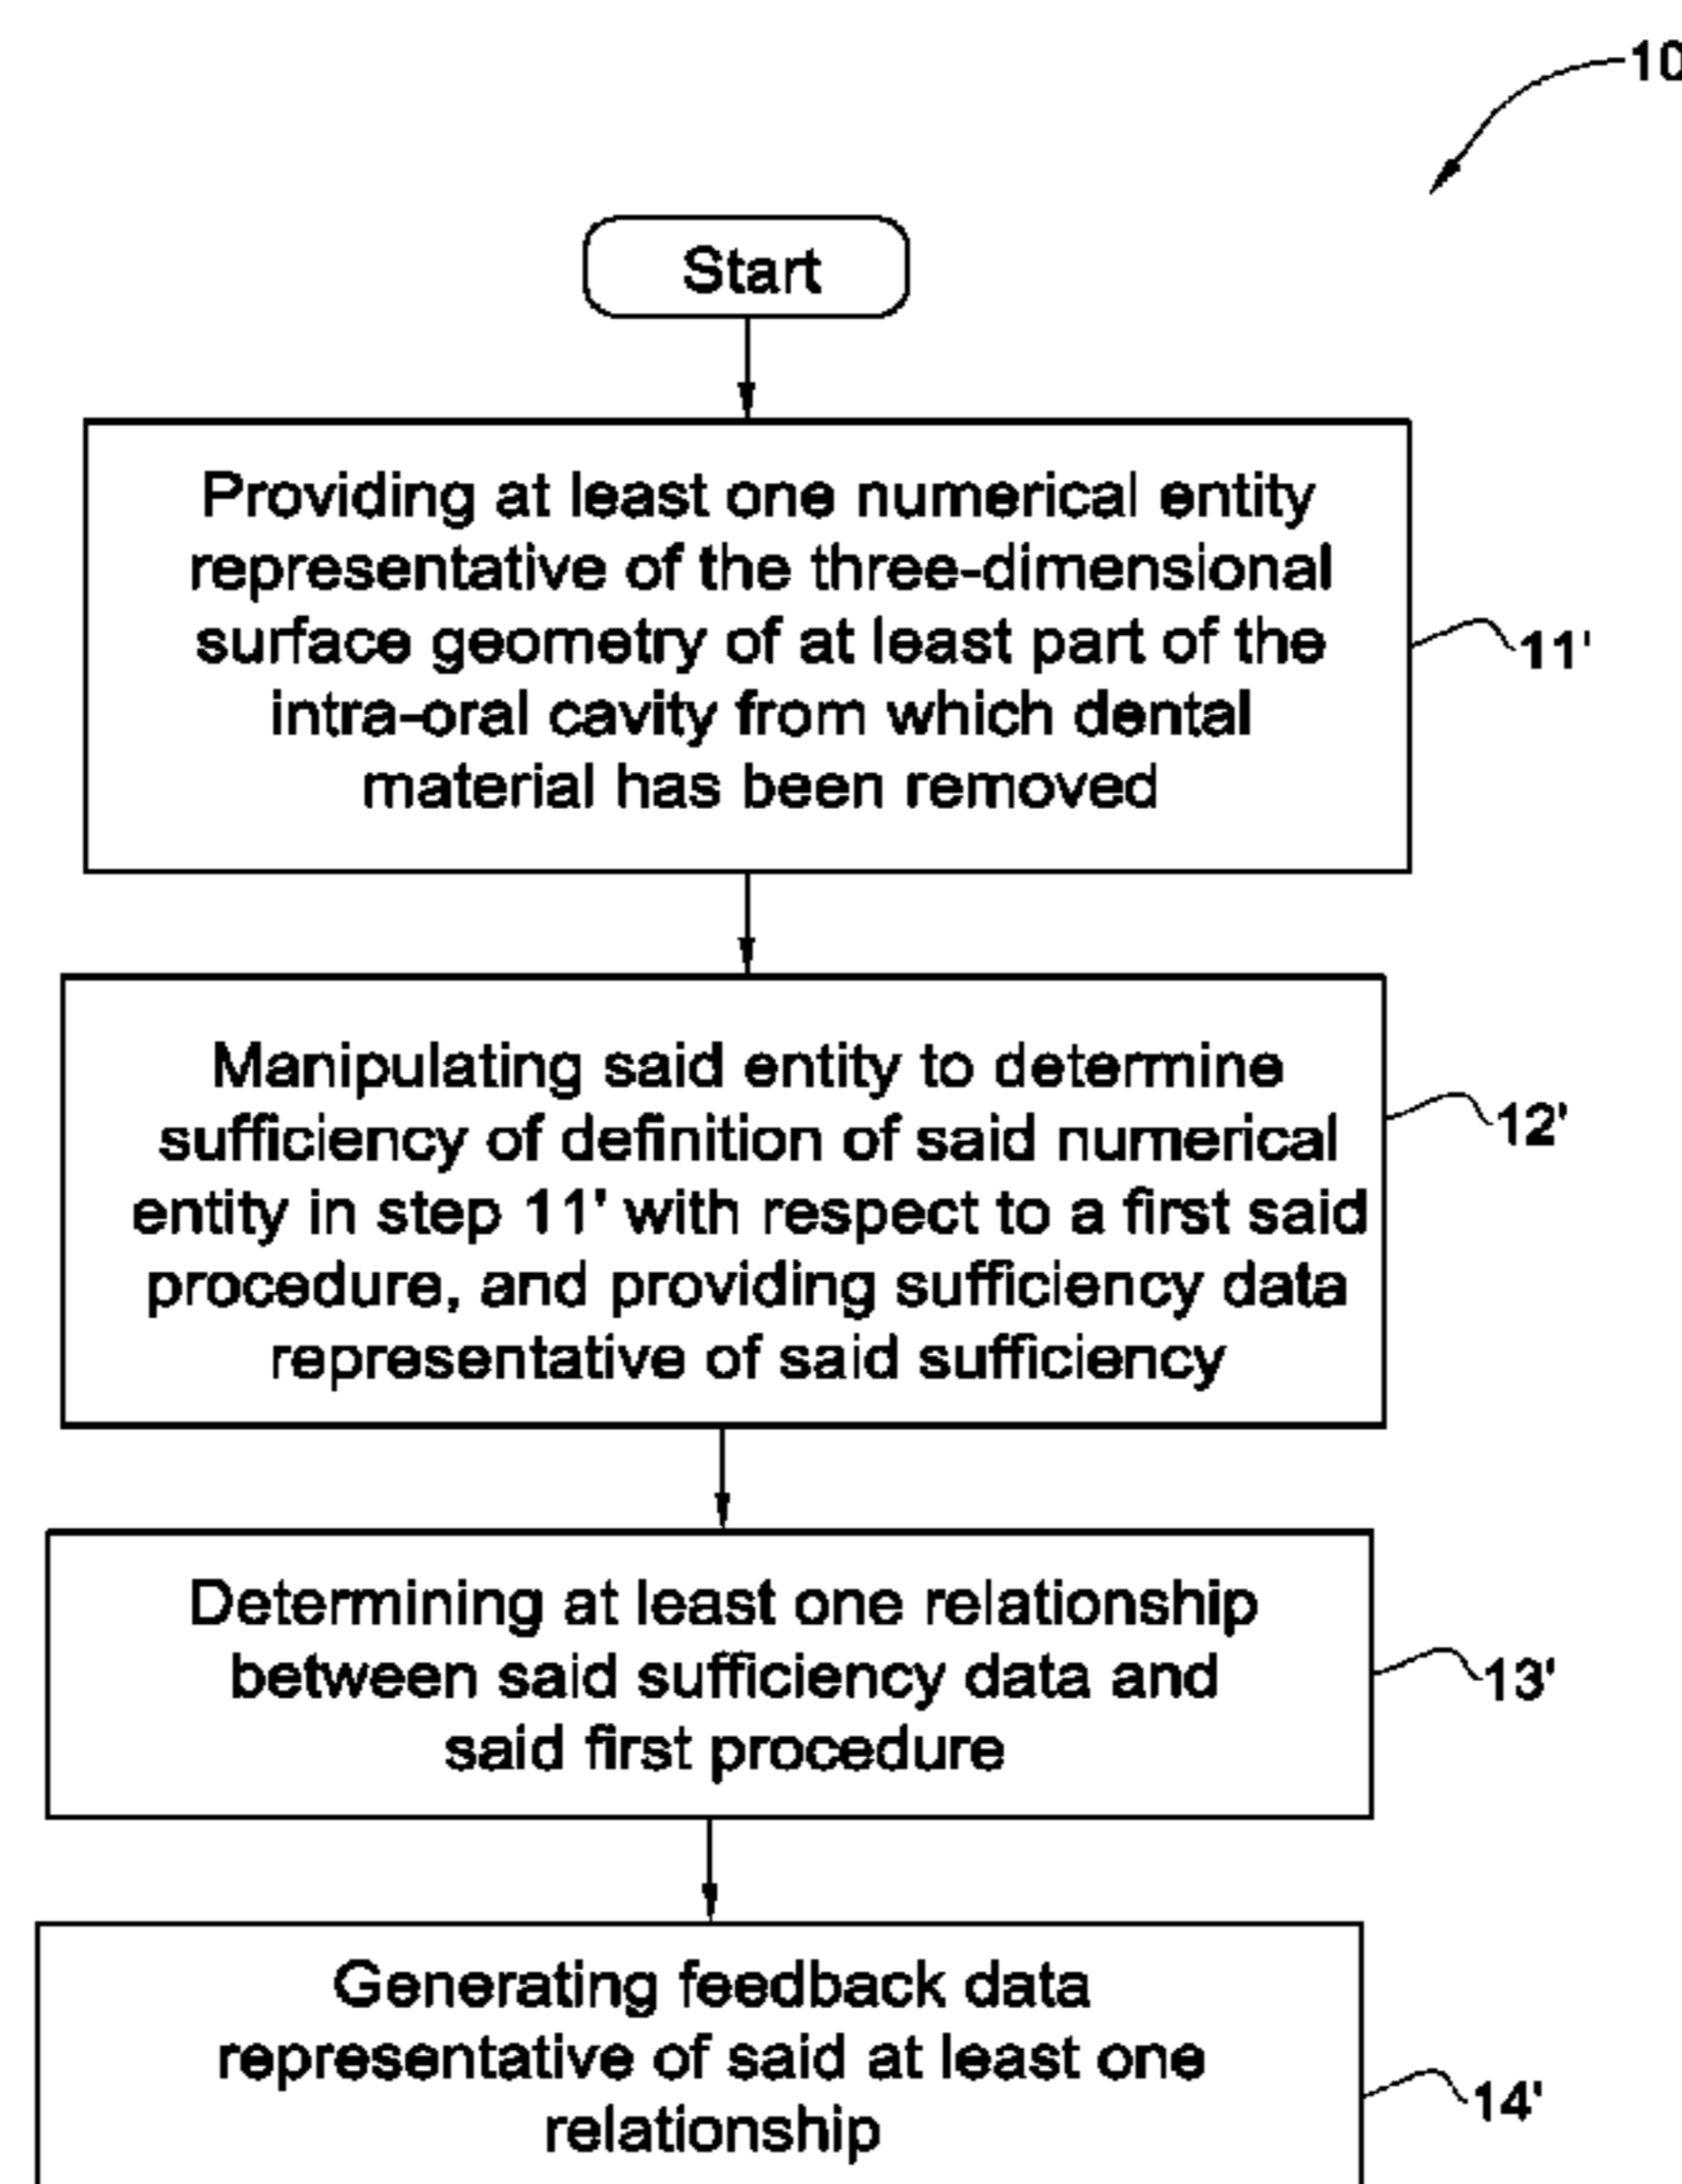 10
Start
Providing at least one numerical entity
representative of the three-dimensional
surface geometry of at least part of the
intra-oral cavity from which dental
material has been removed
11'
Manipulating said entity to determine
sufficiency of definition of said numerical
entity in step 11' with respect to a first said
procedure, and providing sufficiency data
representative of said sufficiency
12'
Determining at least one relationship
between said sufficiency data and
said first procedure
13'
Generating feedback data
representative of said at least one
relationship
14'